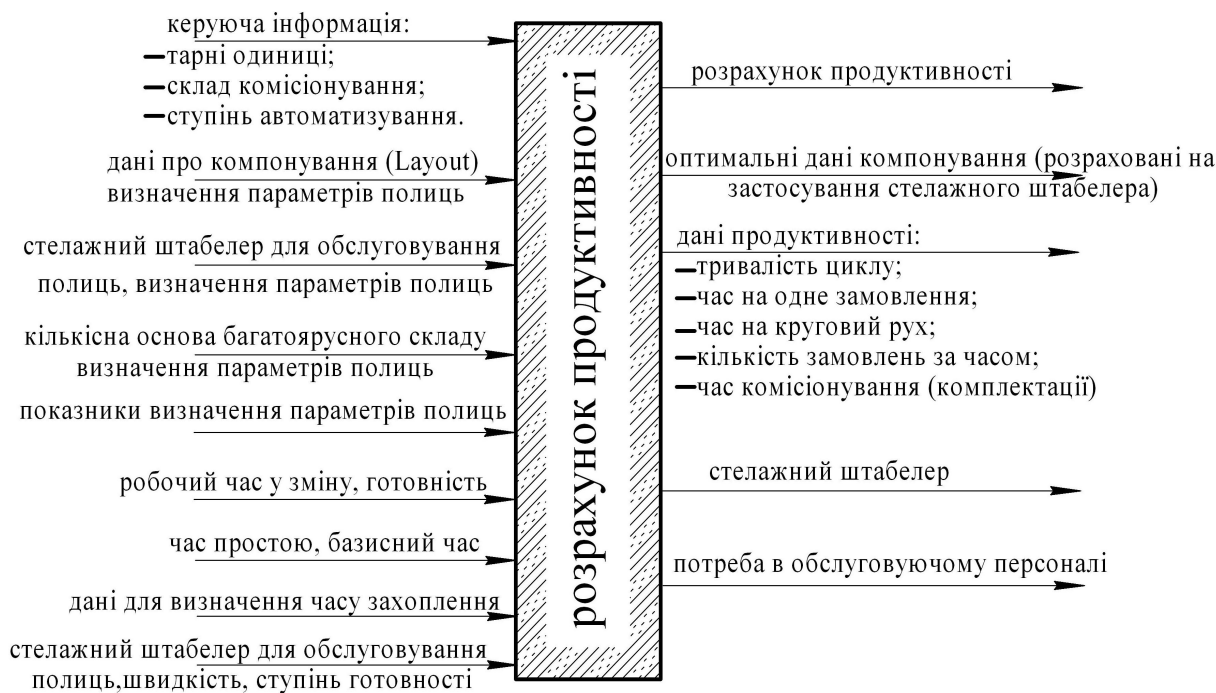 керуюча інформація:
–тарні одиниці;
–склад комісіонування;
–ступінь автоматизування.
дані про компонування (Layout)
визначення параметрів полиць
стелажний штабелер для обслуговування
полиць, визначення параметрів полиць
кількісна основа багатоярусного складу
визначення параметрів полиць
показники визначення параметрів полиць
робочий час у зміну, готовність
час простою, базисний час
дані для визначення часу захоплення
стелажний штабелер для обслуговування
полиць,швидкість, ступінь готовності
розрахунок продуктивності
розрахунок продуктивності
оптимальні дані компонування (розраховані на
застосування стелажного штабелера)
дані продуктивності:
–тривалість циклу;
–час на одне замовлення;
–час на круговий рух;
–кількість замовлень за часом;
–час комісіонування (комплектації)
стелажний штабелер
потреба в обслуговуючому персоналі